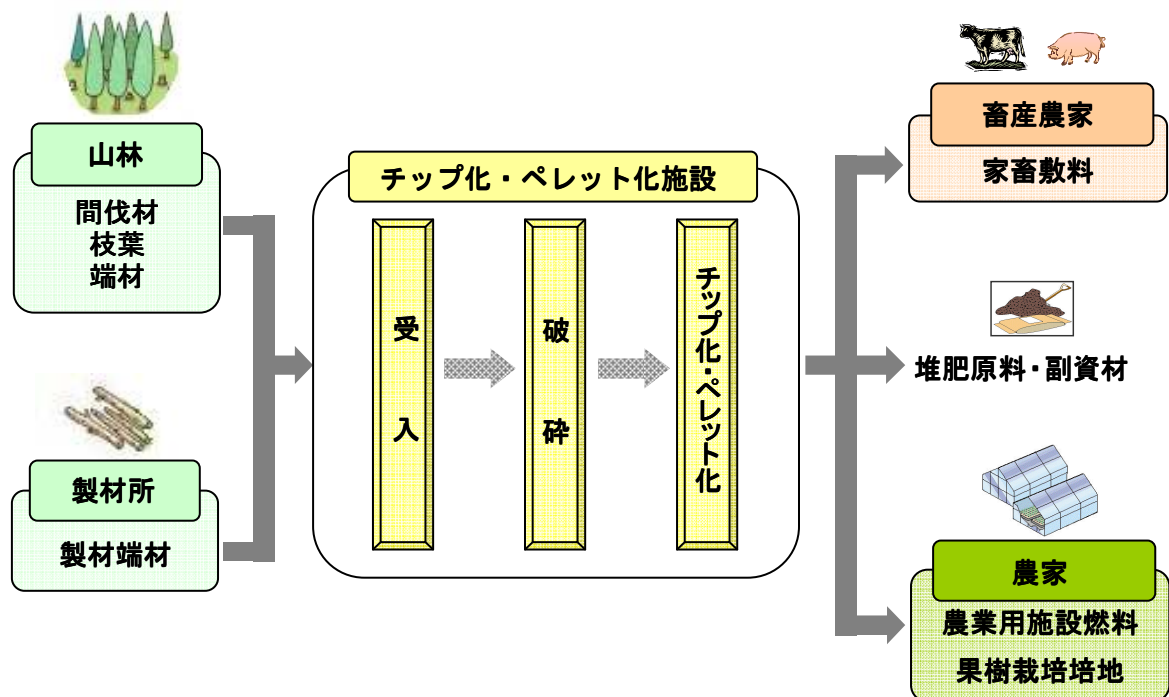 山林
間伐材
枝葉
端材
製材所
製材端材
チップ化・ペレット化施設
受入
破砕
チップ化・ペレット化
畜産農家
家畜敷料
堆肥原料・副資材
農家
農業用施設燃料
果樹栽培培地